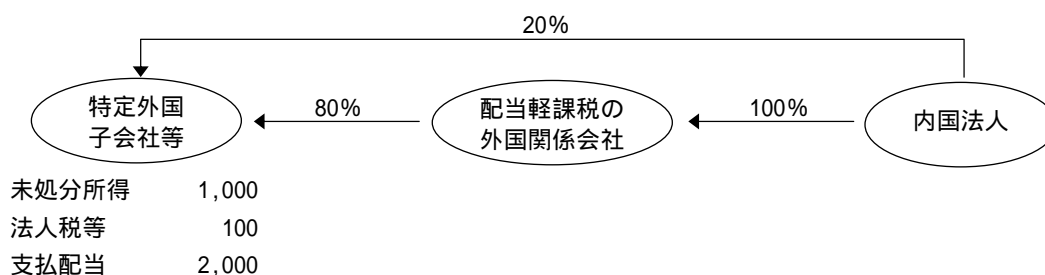 20%
特定外国
子会社等
80%
配当軽課税の
外国関係会社
100%
内国法人
未処分所得 1,000
法人税等 100
支払配当 2,000